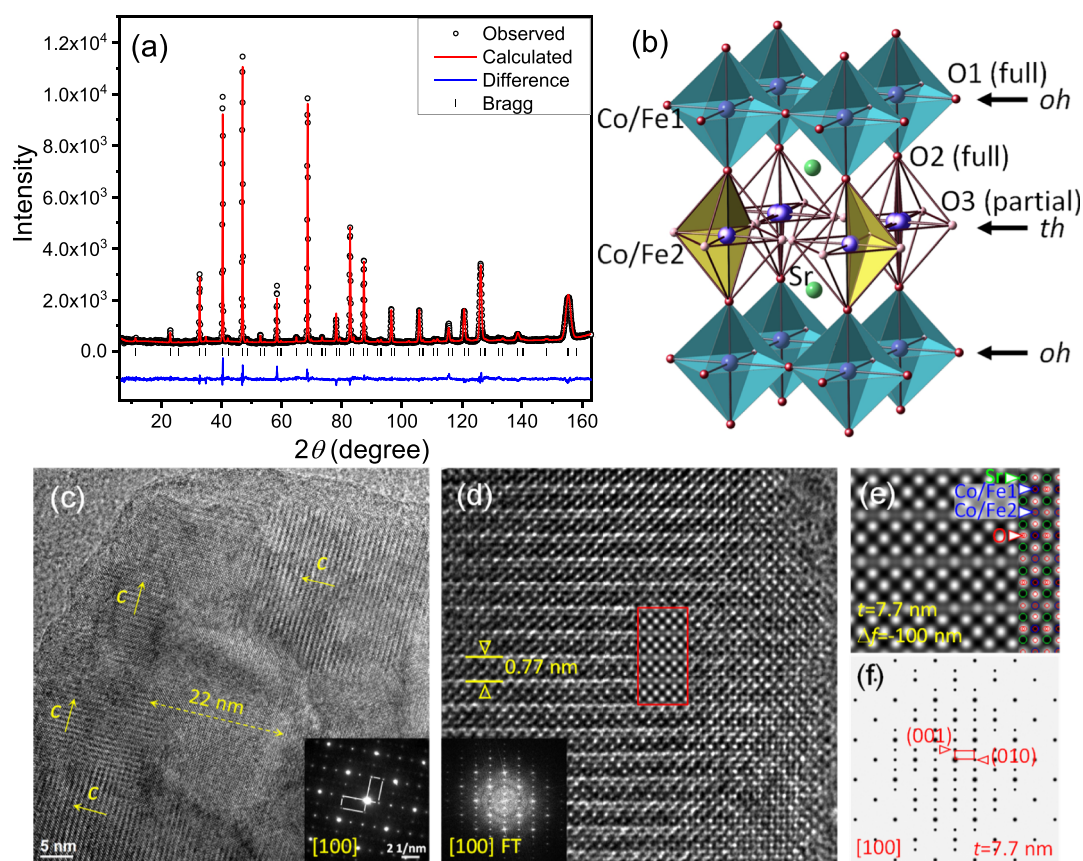 (a)
Observed
Calculated
Difference
Bragg
1.2x10⁴
1.0x10⁴
8.0x10³
6.0x10³
4.0x10³
2.0x10³
0.0
Intensity
20 40 60 80 100 120 140 160
2θ (degree)
(b)
O1 (full)
oh
Co/Fe1
O2 (full)
O3 (partial)
th
Co/Fe2
Sr
oh
(c)
c
c
22 nm
c
c
5 nm
[100]
2 1/nm
(d)
0.77 nm
[100] FT
(e)
Sr
Co/Fe1
Co/Fe2
O
t=7.7 nm
Δf=-100 nm
(f)
(001)
(010)
[100]
t=7.7 nm